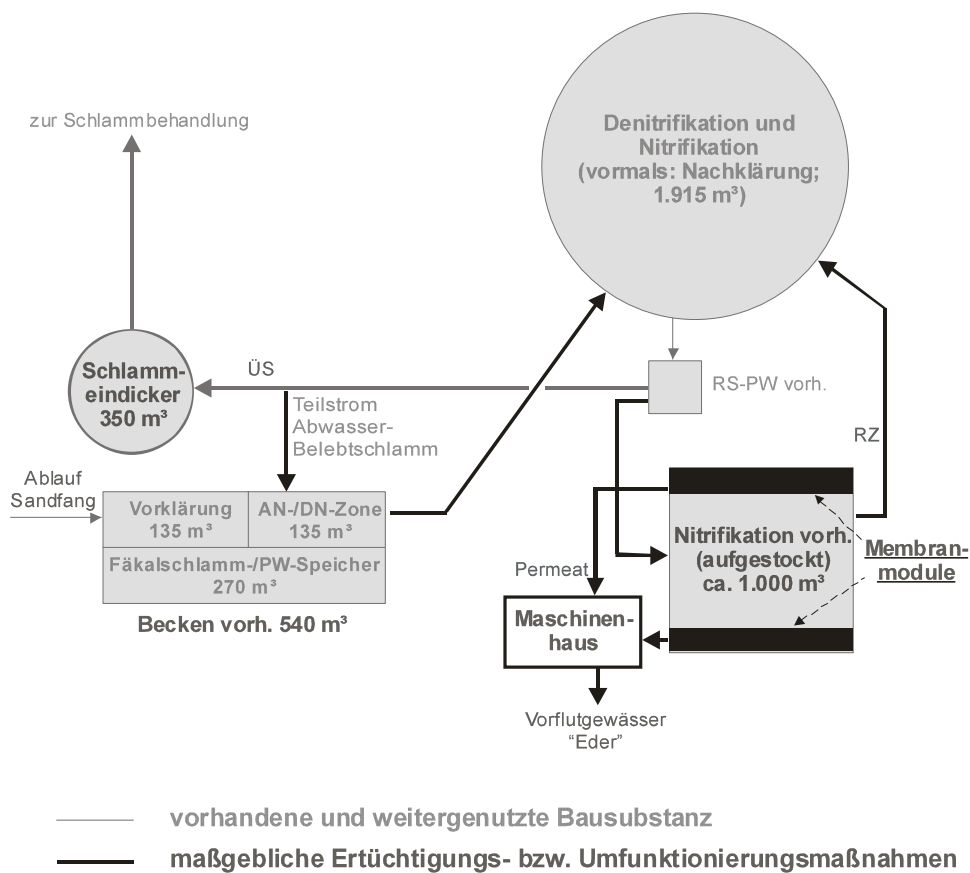 zur Schlammbehandlung
Denitrifikation und
Nitrifikation
(vormals: Nachklärung;
1.915 m³)
Schlamm-
eindicker
350 m³
ÜS
Teilstrom
Abwasser-
Belebtschlamm
RS-PW vorh.
RZ
Ablauf
Sandfang
Vorklärung
135 m³
AN-/DN-Zone
135 m³
Fäkalschlamm-/PW-Speicher
270 m³
Becken vorh. 540 m³
Nitrifikation vorh.
(aufgestockt)
ca. 1.000 m³
Membran-
module
Permeat
Maschinen-
haus
Vorflutgewässer
“Eder”
vorhandene und weitergenutzte Bausubstanz
maßgebliche Ertüchtigungs- bzw. Umfunktionierungsmaßnahmen